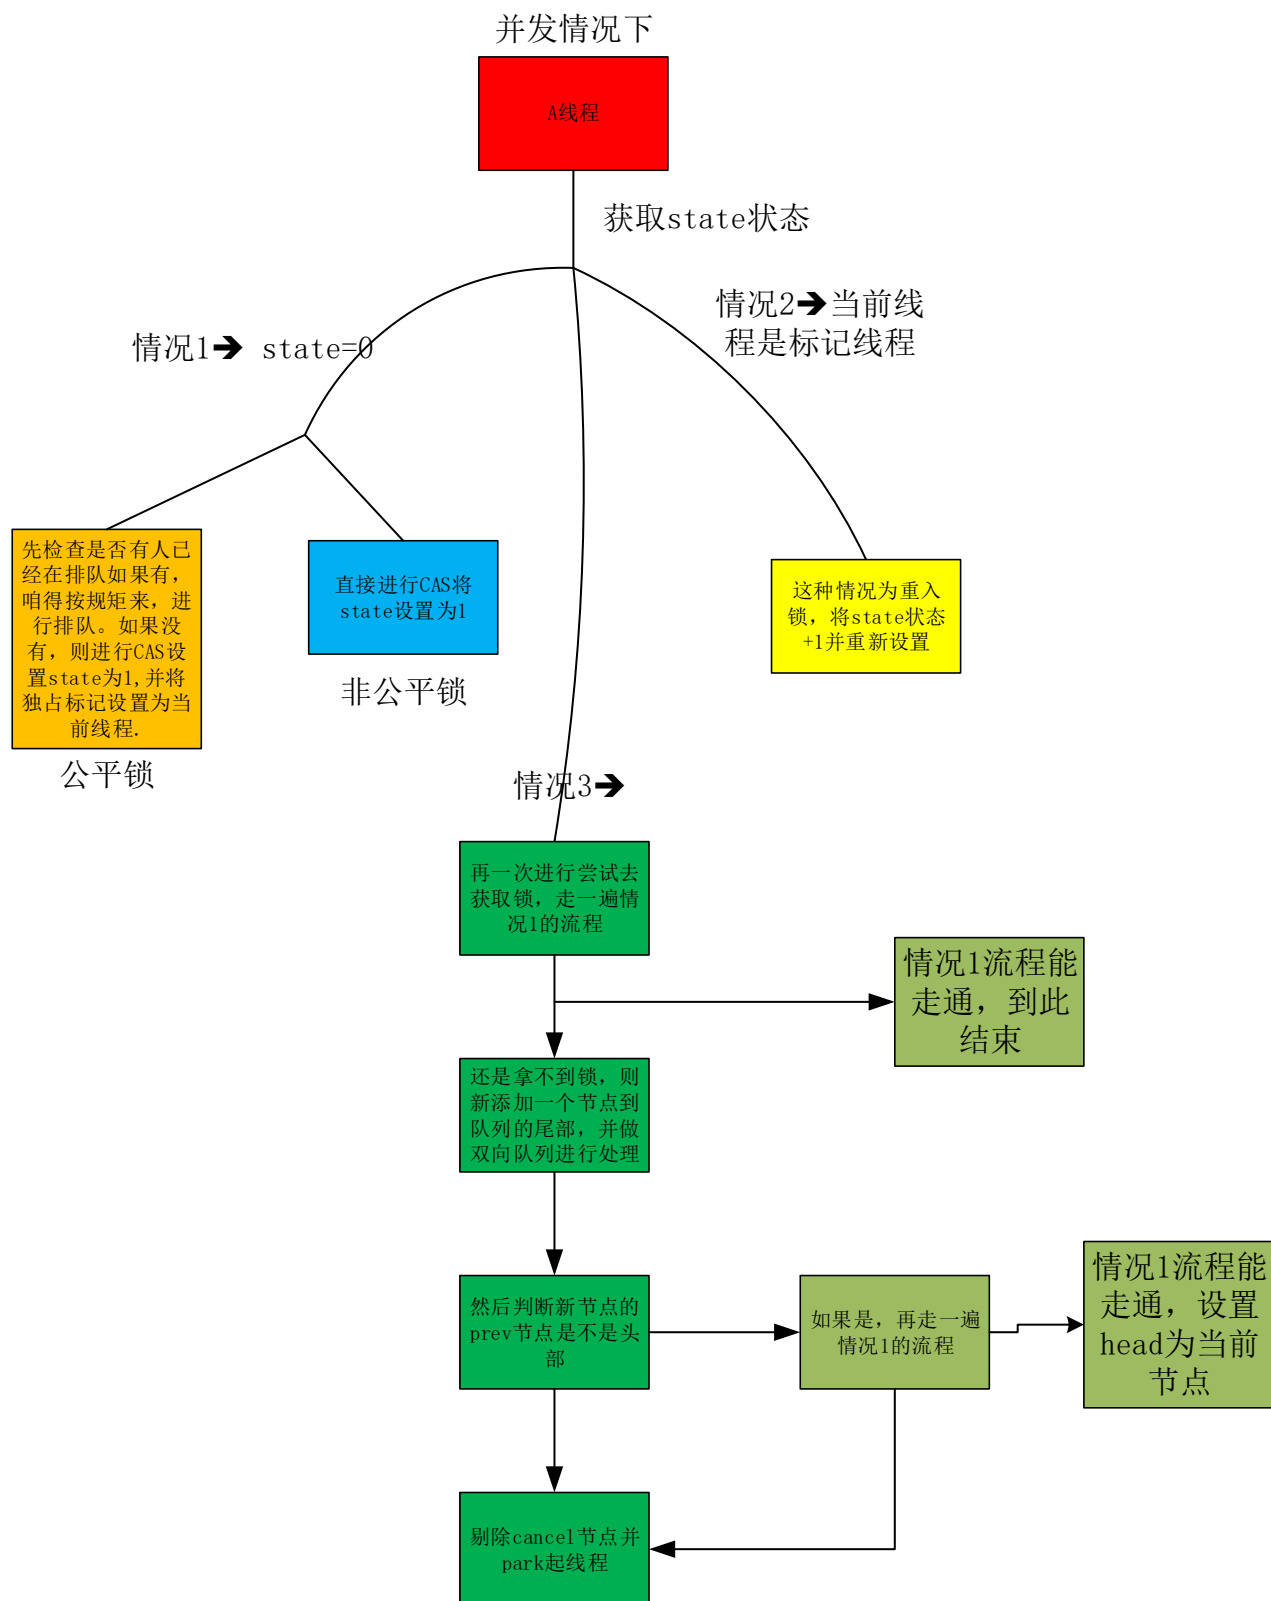 并发情况下
A线程
获取state状态
情况2➔当前线
程是标记线程
情况1➔ state=0
先检查是否有人已
经在排队如果有，
咱得按规矩来，进
行排队。如果没
有，则进行CAS设
置state为1,并将
独占标记设置为当
前线程.
公平锁
直接进行CAS将
state设置为1
非公平锁
这种情况为重入
锁，将state状态
+1并重新设置
情况3➔
再一次进行尝试去
获取锁，走一遍情
况1的流程
情况1流程能
走通，到此
结束
还是拿不到锁，则
新添加一个节点到
队列的尾部，并做
双向队列进行处理
然后判断新节点的
prev节点是不是头
部
如果是，再走一遍
情况1的流程
情况1流程能
走通，设置
head为当前
节点
剔除cancel节点并
park起线程